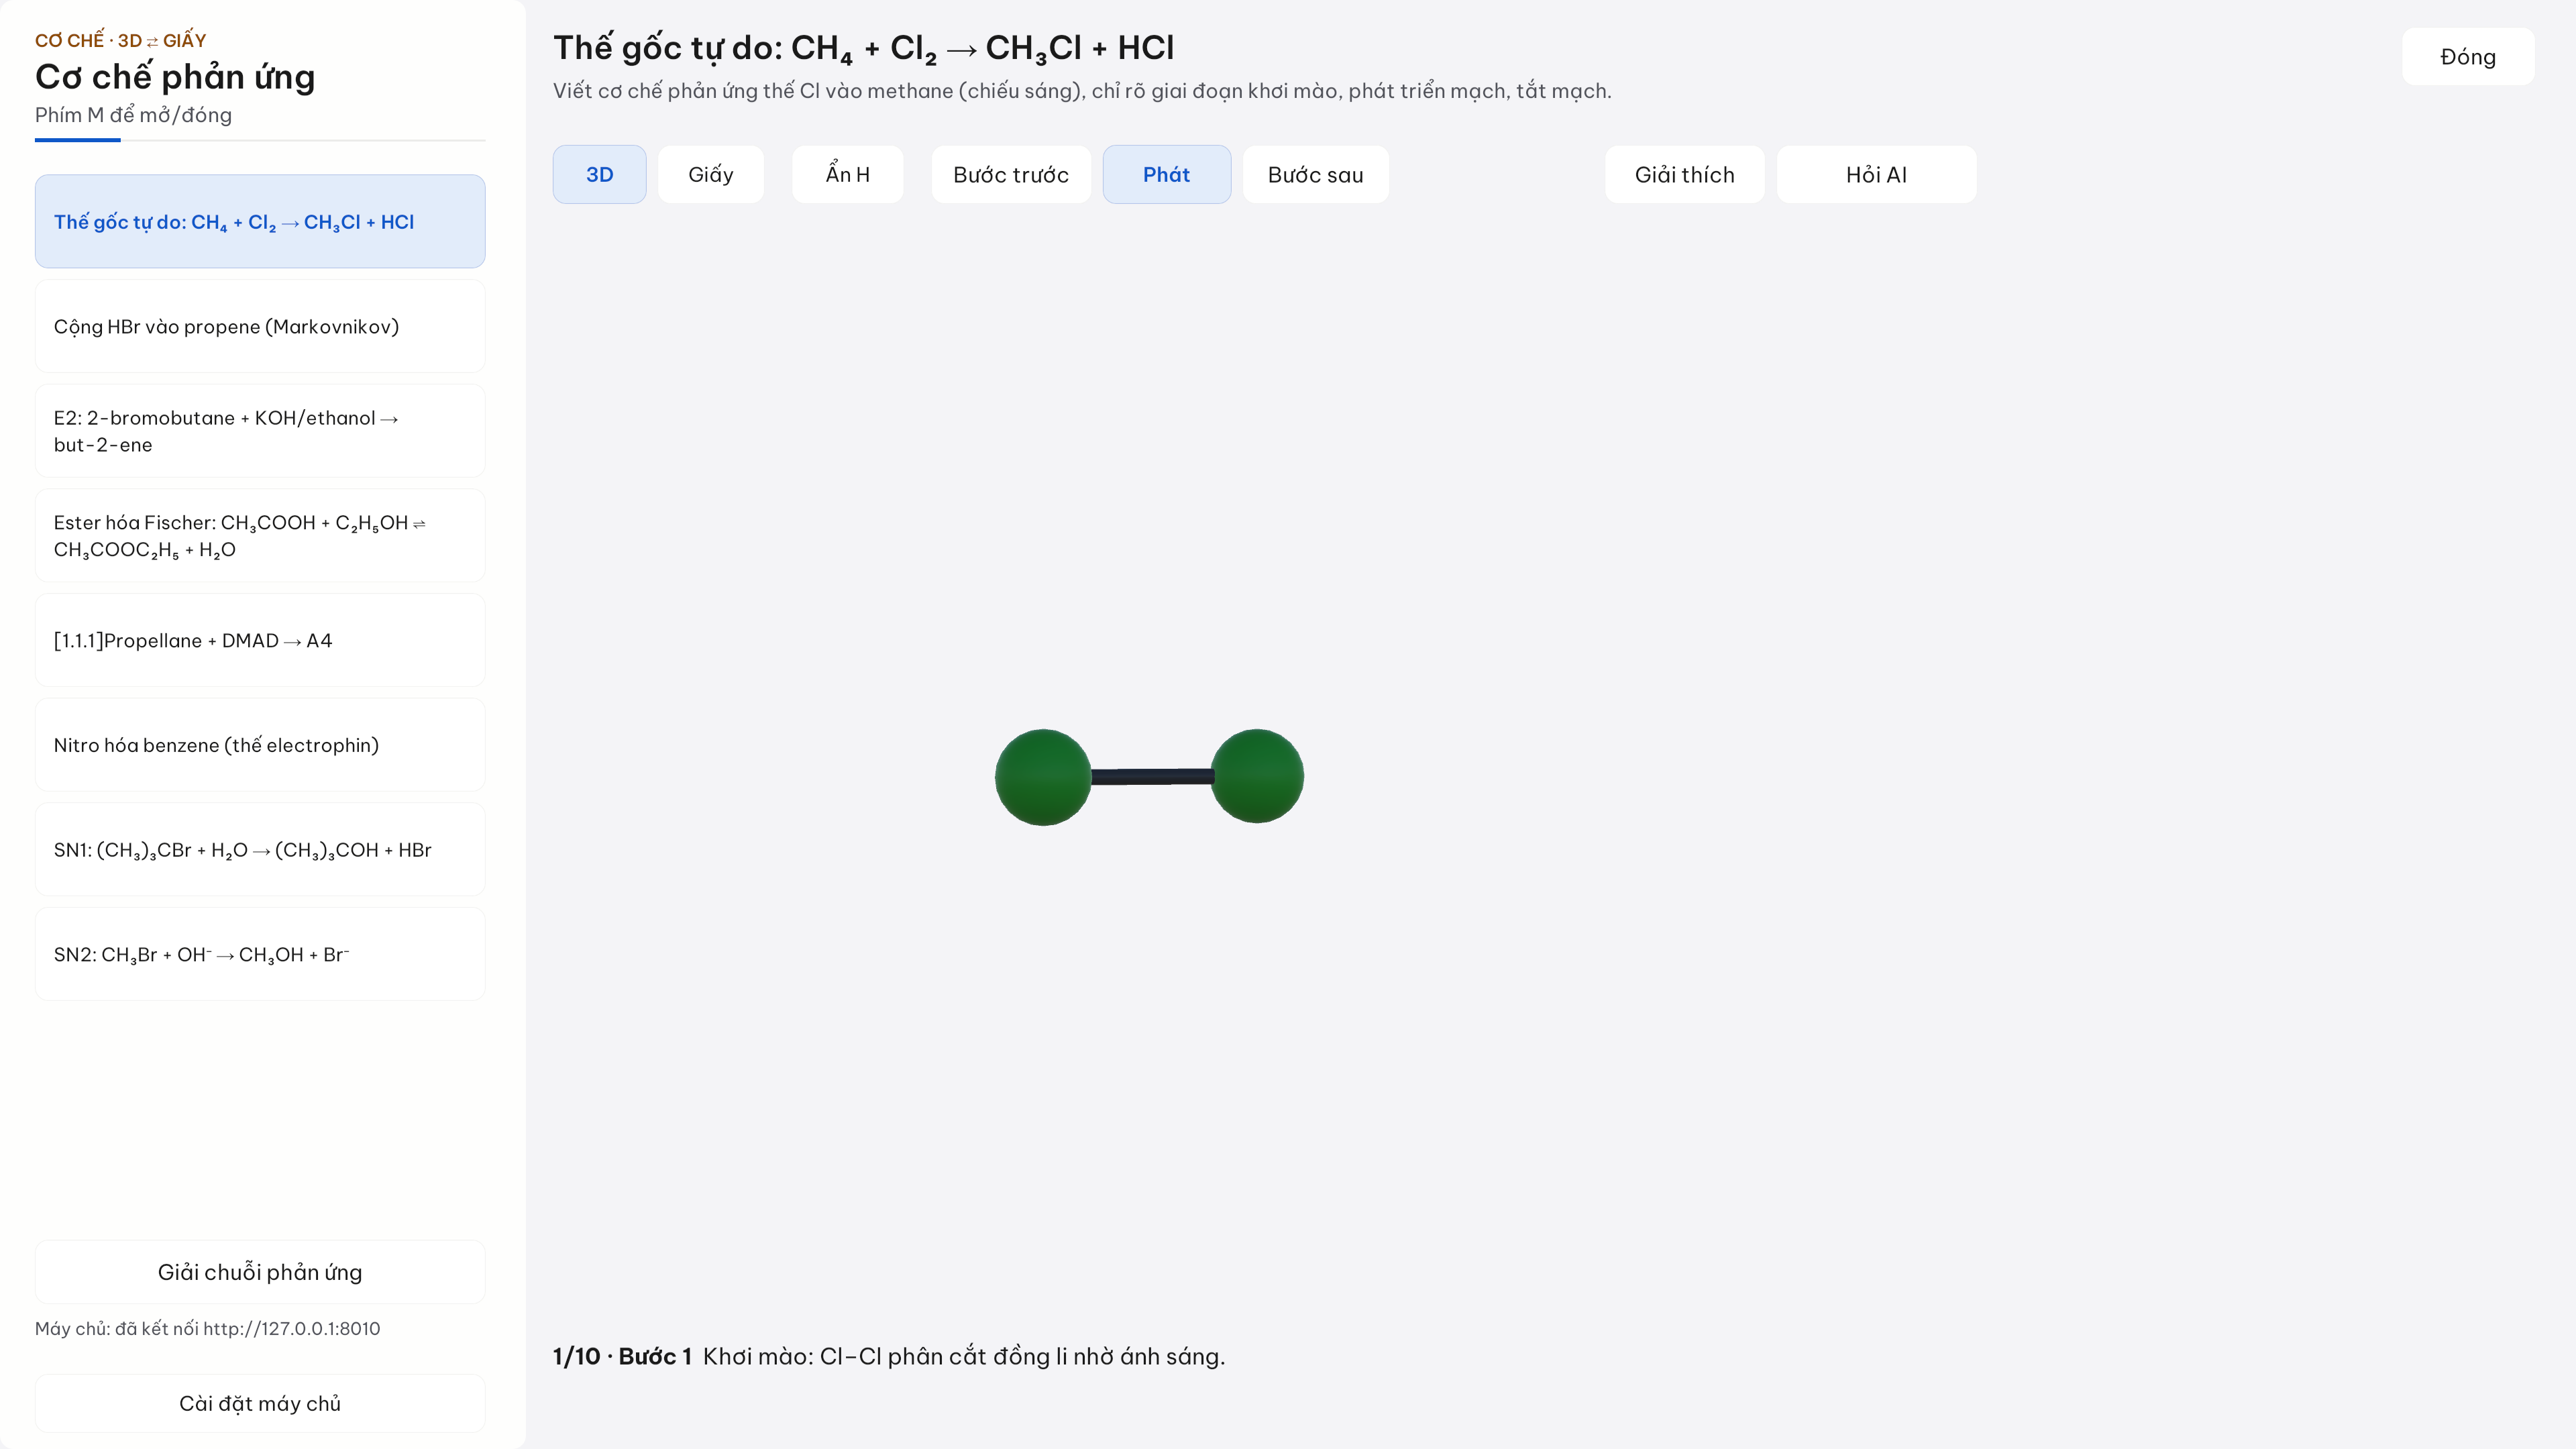 CƠ CHẾ · 3D ⇄ GIẤY
Cơ chế phản ứng
Phím M để mở/đóng
Thế gốc tự do: CH₄ + Cl₂ → CH₃Cl + HCl
Cộng HBr vào propene (Markovnikov)
E2: 2-bromobutane + KOH/ethanol →
but-2-ene
Ester hóa Fischer: CH₃COOH + C₂H₅OH ⇌
CH₃COOC₂H₅ + H₂O
[1.1.1]Propellane + DMAD → A4
Nitro hóa benzene (thế electrophin)
SN1: (CH₃)₃CBr + H₂O → (CH₃)₃COH + HBr
SN2: CH₃Br + OH⁻ → CH₃OH + Br⁻
Giải chuỗi phản ứng
Máy chủ: đã kết nối http://127.0.0.1:8010
Cài đặt máy chủ
Thế gốc tự do: CH₄ + Cl₂ → CH₃Cl + HCl
Đóng
Viết cơ chế phản ứng thế Cl vào methane (chiếu sáng), chỉ rõ giai đoạn khơi mào, phát triển mạch, tắt mạch.
3D
Giấy
Ẩn H
Bước trước
Phát
Bước sau
Giải thích
Hỏi AI
1/10 · Bước 1 Khơi mào: Cl–Cl phân cắt đồng li nhờ ánh sáng.